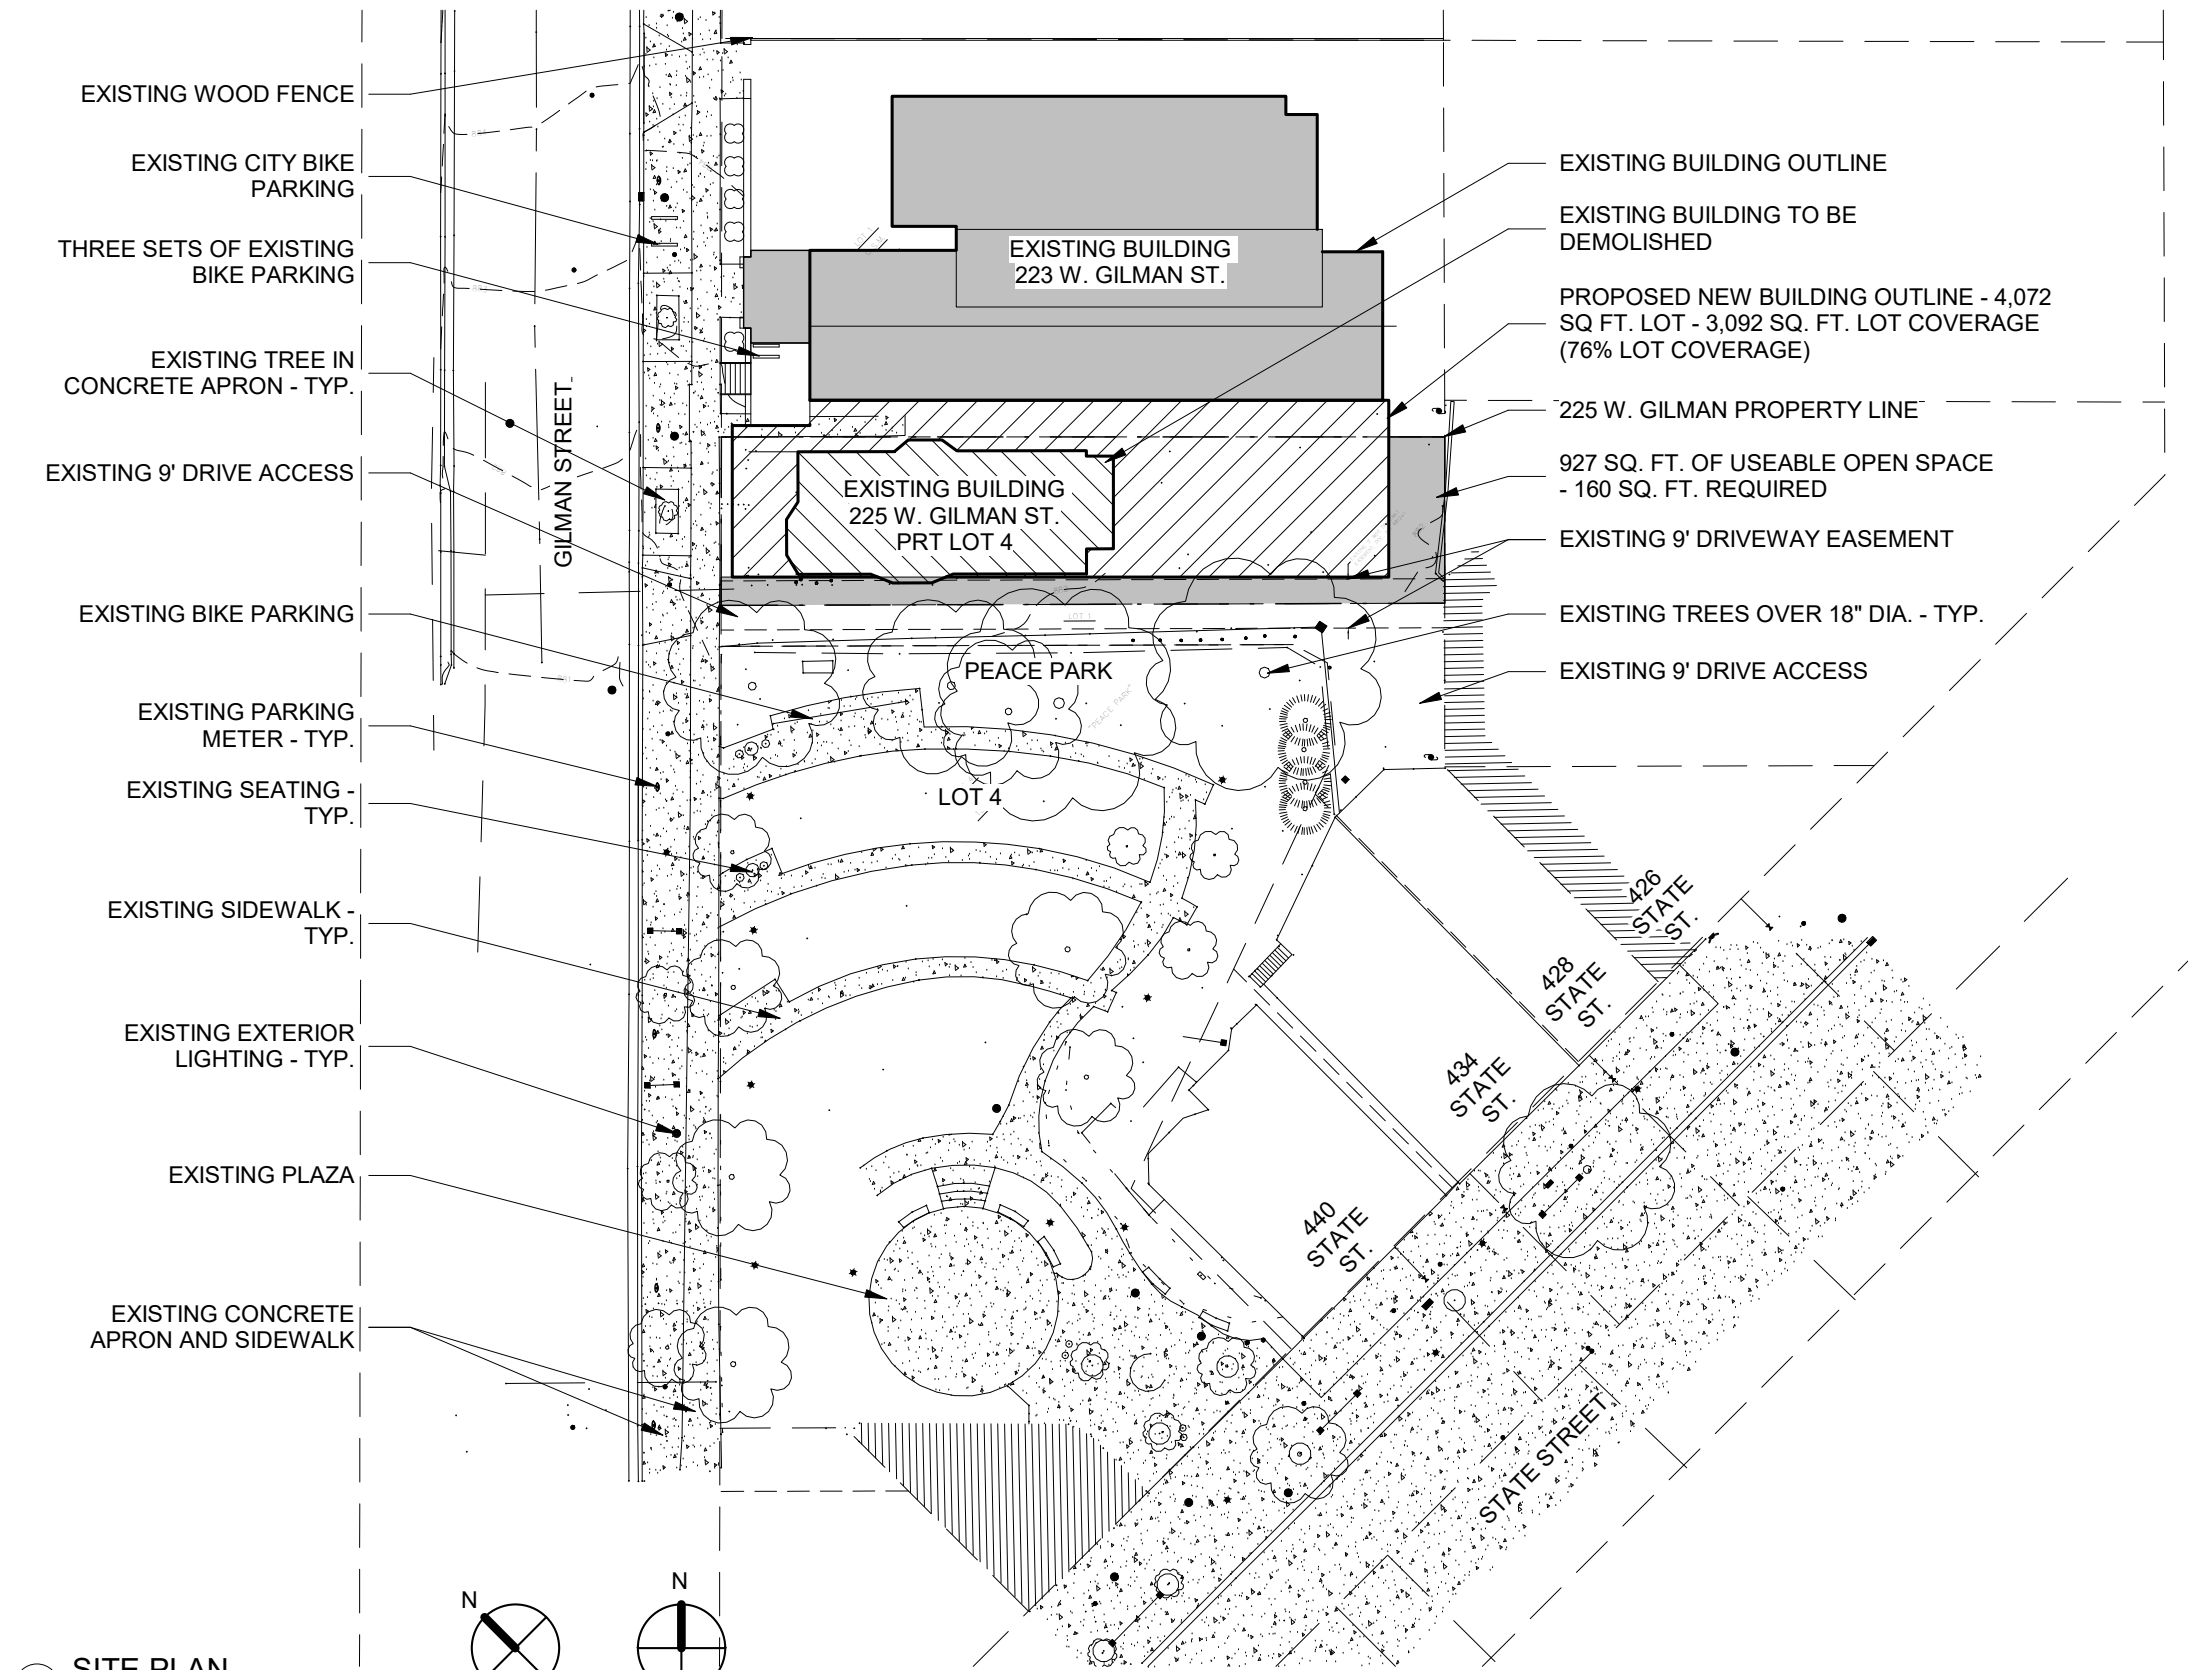 EXISTING WOOD FENCE
EXISTING CITY BIKE
PARKING
THREE SETS OF EXISTING
BIKE PARKING
EXISTING TREE IN
CONCRETE APRON - TYP.
EXISTING 9' DRIVE ACCESS
EXISTING BIKE PARKING
EXISTING PARKING
METER - TYP.
EXISTING SEATING -
TYP.
EXISTING SIDEWALK -
TYP.
EXISTING EXTERIOR
LIGHTING - TYP.
EXISTING PLAZA
EXISTING CONCRETE
APRON AND SIDEWALK
GILMAN STREET
EXISTING BUILDING
223 W. GILMAN ST.
EXISTING BUILDING
225 W. GILMAN ST.
PRT LOT 4
LOT 1
PEACE PARK
"PEACE PARK"
LOT 4
EXISTING BUILDING OUTLINE
EXISTING BUILDING TO BE
DEMOLISHED
PROPOSED NEW BUILDING OUTLINE - 4,072
SQ FT. LOT - 3,092 SQ. FT. LOT COVERAGE
(76% LOT COVERAGE)
225 W. GILMAN PROPERTY LINE
927 SQ. FT. OF USEABLE OPEN SPACE
- 160 SQ. FT. REQUIRED
EXISTING 9' DRIVEWAY EASEMENT
EXISTING TREES OVER 18" DIA. - TYP.
EXISTING 9' DRIVE ACCESS
426
STATE
ST.
428
STATE
ST.
434
STATE
ST.
440
STATE
ST.
STATE STREET
N
N
SITE PLAN